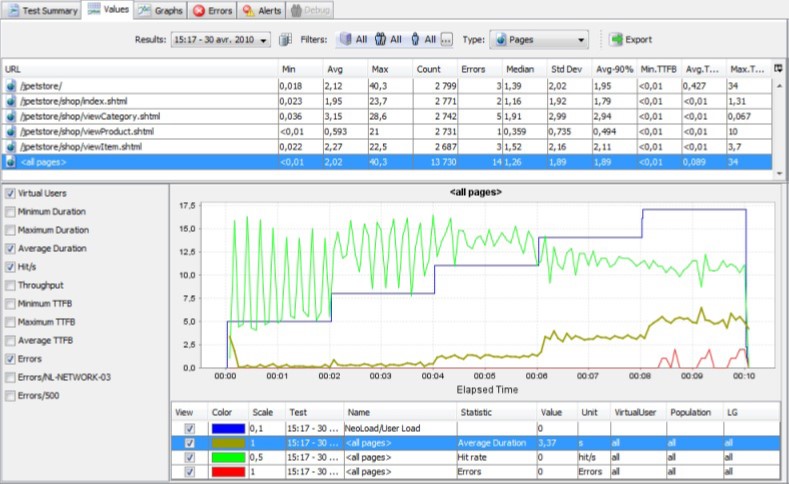 Test Summary Values Graphs Errors Alerts Debug
Results: 15:17 - 30 avr. 2010 Filters: All All All ... Type: Pages Export
URL Min Avg Max Count Errors Median Std Dev Avg-90% Min.TTFB Avg.T... Max.T...
/jpetstore/ 0,018 2,12 40,3 2 799 3 1,39 2,02 1,95 <0,01 0,427 34
/jpetstore/shop/index.shtml 0,023 1,95 23,7 2 771 2 1,16 1,92 1,79 <0,01 <0,01 1,31
/jpetstore/shop/viewCategory.shtml 0,036 3,15 28,6 2 742 5 1,91 2,99 2,94 <0,01 <0,01 0,067
/jpetstore/shop/viewProduct.shtml <0,01 0,593 21 2 731 1 0,359 0,735 0,494 <0,01 <0,01 10
/jpetstore/shop/viewItem.shtml 0,022 2,27 22,5 2 687 3 1,52 2,16 2,11 <0,01 <0,01 3,7
<all pages> <0,01 2,02 40,3 13 730 14 1,26 1,89 1,89 <0,01 0,089 34
Virtual Users
Minimum Duration
Maximum Duration
Average Duration
Hit/s
Throughput
Minimum TTFB
Maximum TTFB
Average TTFB
Errors
Errors/NL-NETWORK-03
Errors/500
<all pages>
17,5
15,0
12,5
10,0
7,5
5,0
2,5
0,0
00:00 00:01 00:02 00:03 00:04 00:05 00:06 00:07 00:08 00:09 00:10
Elapsed Time
View Color Scale Test Name Statistic Value Unit VirtualUser Population LG
0,1 15:17 - 30 ... NeoLoad/User Load 0
1 15:17 - 30 ... <all pages> Average Duration 3,37 s all all all
0,5 15:17 - 30 ... <all pages> Hit rate 0 hit/s all all all
1 15:17 - 30 ... <all pages> Errors 0 Errors all all all